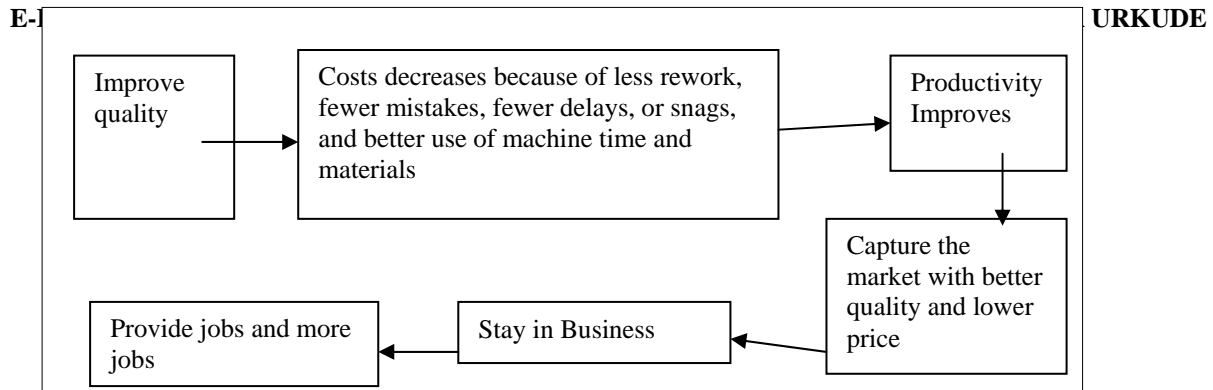 URKUDE
Improve
quality
Costs decreases because of less rework,
fewer mistakes, fewer delays, or snags,
and better use of machine time and
materials
Productivity
Improves
Capture the
market with better
quality and lower
price
Stay in Business
Provide jobs and more
jobs